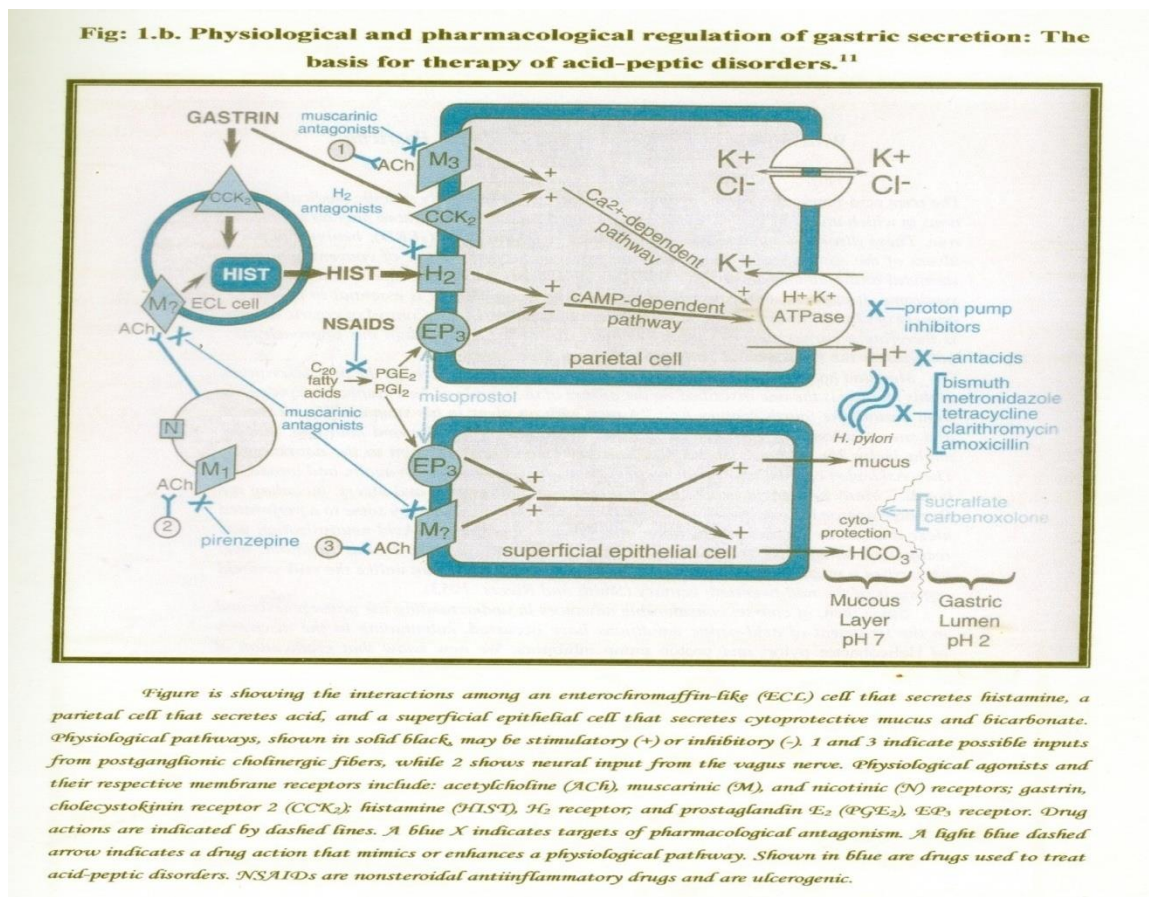 Fig: 1.b. Physiological and pharmacological regulation of gastric secretion: The
basis for therapy of acid-peptic disorders.11
GASTRIN
muscarinic
antagonists
1
ACh
M3
CCK2
H2
antagonists
CCK2
HIST
HIST
H2
M?
ECL cell
ACh
NSAIDS
EP3
C20
fatty
acids
PGE2
PGI2
misoprostol
muscarinic
antagonists
N
M1
ACh
2
pirenzepine
+
+
Ca2+-dependent
pathway
+
-
cAMP-dependent
pathway
+
parietal cell
K+
Cl-
K+
Cl-
K+
H+,K+
ATPase
X—proton pump
inhibitors
H+
X—antacids
X
bismuth
metronidazole
tetracycline
clarithromycin
amoxicillin
H. pylori
EP3
M?
3
ACh
+
+
+
+
superficial epithelial cell
mucus
sucralfate
carbenoxolone
cyto-
protection
HCO3-
Mucous
Layer
pH 7
Gastric
Lumen
pH 2
Figure is showing the interactions among an enterochromaffin-like (ECL) cell that secretes histamine, a
parietal cell that secretes acid, and a superficial epithelial cell that secretes cytoprotective mucus and bicarbonate.
Physiological pathways, shown in solid black, may be stimulatory (+) or inhibitory (-). 1 and 3 indicate possible inputs
from postganglionic cholinergic fibers, while 2 shows neural input from the vagus nerve. Physiological agonists and
their respective membrane receptors include: acetylcholine (ACh), muscarinic (M), and nicotinic (N) receptors; gastrin,
cholecystokinin receptor 2 (CCK2); histamine (HIST), H2 receptor; and prostaglandin E2 (PGE2), EP3 receptor. Drug
actions are indicated by dashed lines. A blue X indicates targets of pharmacological antagonism. A light blue dashed
arrow indicates a drug action that mimics or enhances a physiological pathway. Shown in blue are drugs used to treat
acid-peptic disorders. NSAIDs are nonsteroidal antiinflammatory drugs and are ulcerogenic.